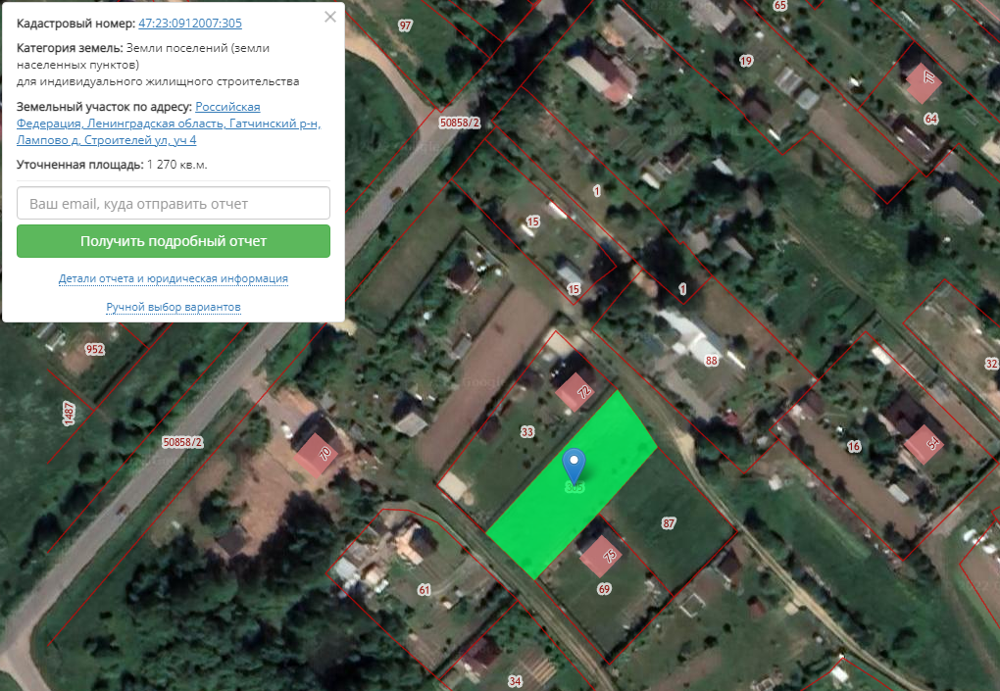 Кадастровый номер: 47:23:0912007:305
Категория земель: Земли поселений (земли
населенных пунктов)
для индивидуального жилищного строительства
Земельный участок по адресу: Российская
Федерация, Ленинградская область, Гатчинский р-н,
Лампово д, Строителей ул, уч 4
Уточненная площадь: 1 270 кв.м.
Ваш email, куда отправить отчет
Получить подробный отчет
Детали отчета и юридическая информация
Ручной выбор вариантов
97
65
19
77
64
50858/2
1
15
15
1
952
88
32
1487
72
33
50858/2
70
16
54
305
87
75
61
69
34